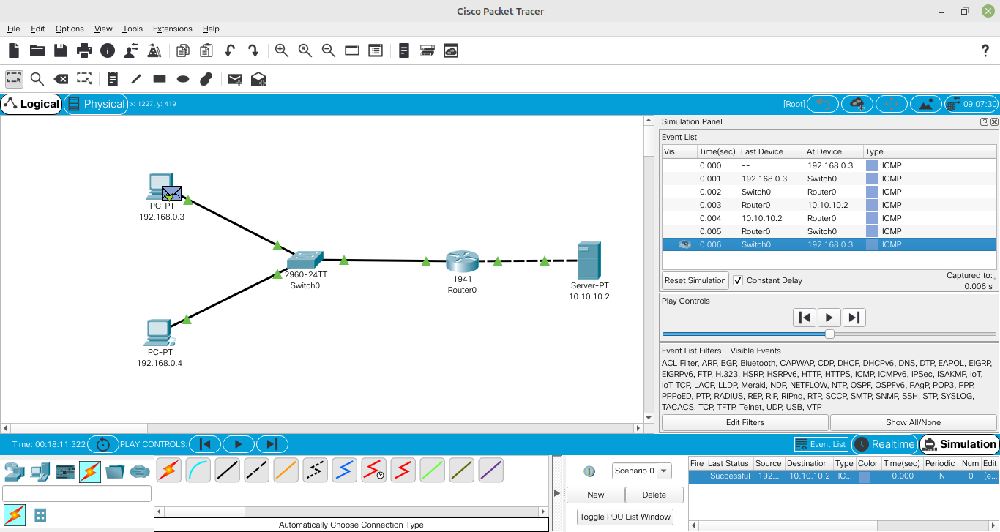 Cisco Packet Tracer
File Edit Options View Tools Extensions Help
Logical
Physical
x: 1227, y: 419
[Root]
09:07:30
PC-PT
192.168.0.3
2960-24TT
Switch0
1941
Router0
Server-PT
10.10.10.2
PC-PT
192.168.0.4
Simulation Panel
Event List
Vis. Time(sec) Last Device At Device Type
0.000 -- 192.168.0.3 ICMP
0.001 192.168.0.3 Switch0 ICMP
0.002 Switch0 Router0 ICMP
0.003 Router0 10.10.10.2 ICMP
0.004 10.10.10.2 Router0 ICMP
0.005 Router0 Switch0 ICMP
0.006 Switch0 192.168.0.3 ICMP
Reset Simulation
Constant Delay
Captured to:
0.006 s
Play Controls
Event List Filters - Visible Events
ACL Filter, ARP, BGP, Bluetooth, CAPWAP, CDP, DHCP, DHCPv6, DNS, DTP, EAPOL, EIGRP,
EIGRPv6, FTP, H.323, HSRP, HSRPv6, HTTP, HTTPS, ICMP, ICMPv6, IPSec, ISAKMP, IoT,
IoT TCP, LACP, LLDP, Meraki, NDP, NETFLOW, NTP, OSPF, OSPFv6, PAgP, POP3, PPP,
PPPoED, PTP, RADIUS, REP, RIP, RIPng, RTP, SCCP, SMTP, SNMP, SSH, STP, SYSLOG,
TACACS, TCP, TFTP, Telnet, UDP, USB, VTP
Edit Filters
Show All/None
Time: 00:18:11.322
PLAY CONTROLS:
Event List
Realtime
Simulation
Automatically Choose Connection Type
Scenario 0
New
Delete
Toggle PDU List Window
Fire Last Status Source Destination Type Color Time(sec) Periodic Num Edit
Successful 192.... 10.10.10.2 IC... 0.000 N 0 (e...